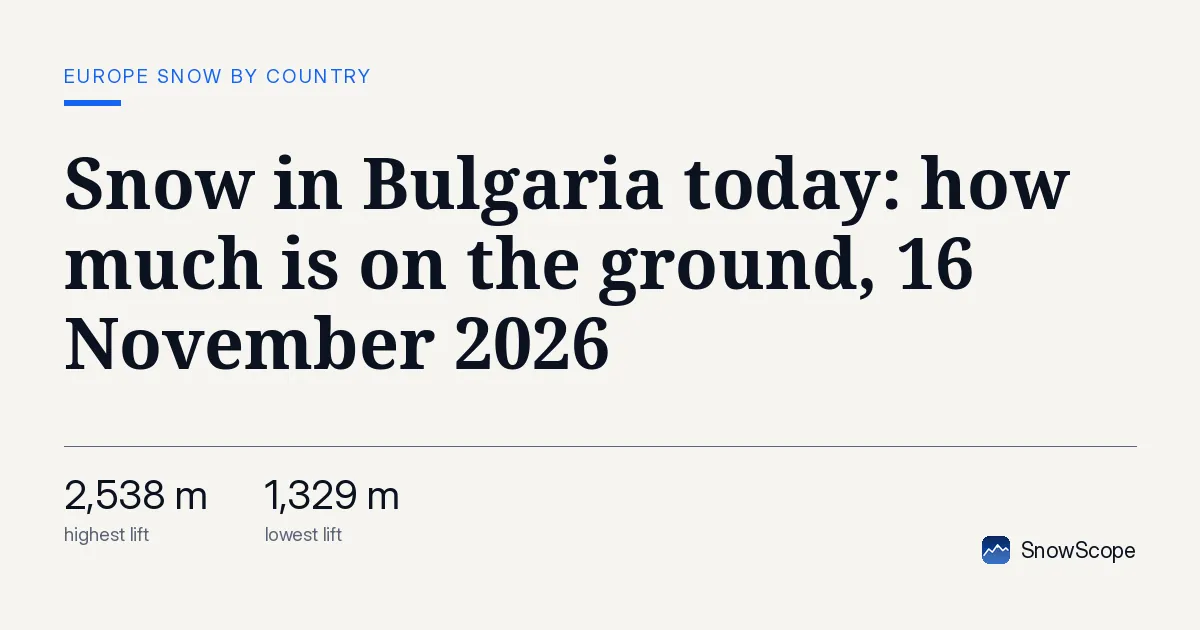 EUROPE SNOW BY COUNTRY
Snow in Bulgaria today: how
much is on the ground, 16
November 2026
2,538 m
highest lift
1,329 m
lowest lift
SnowScope